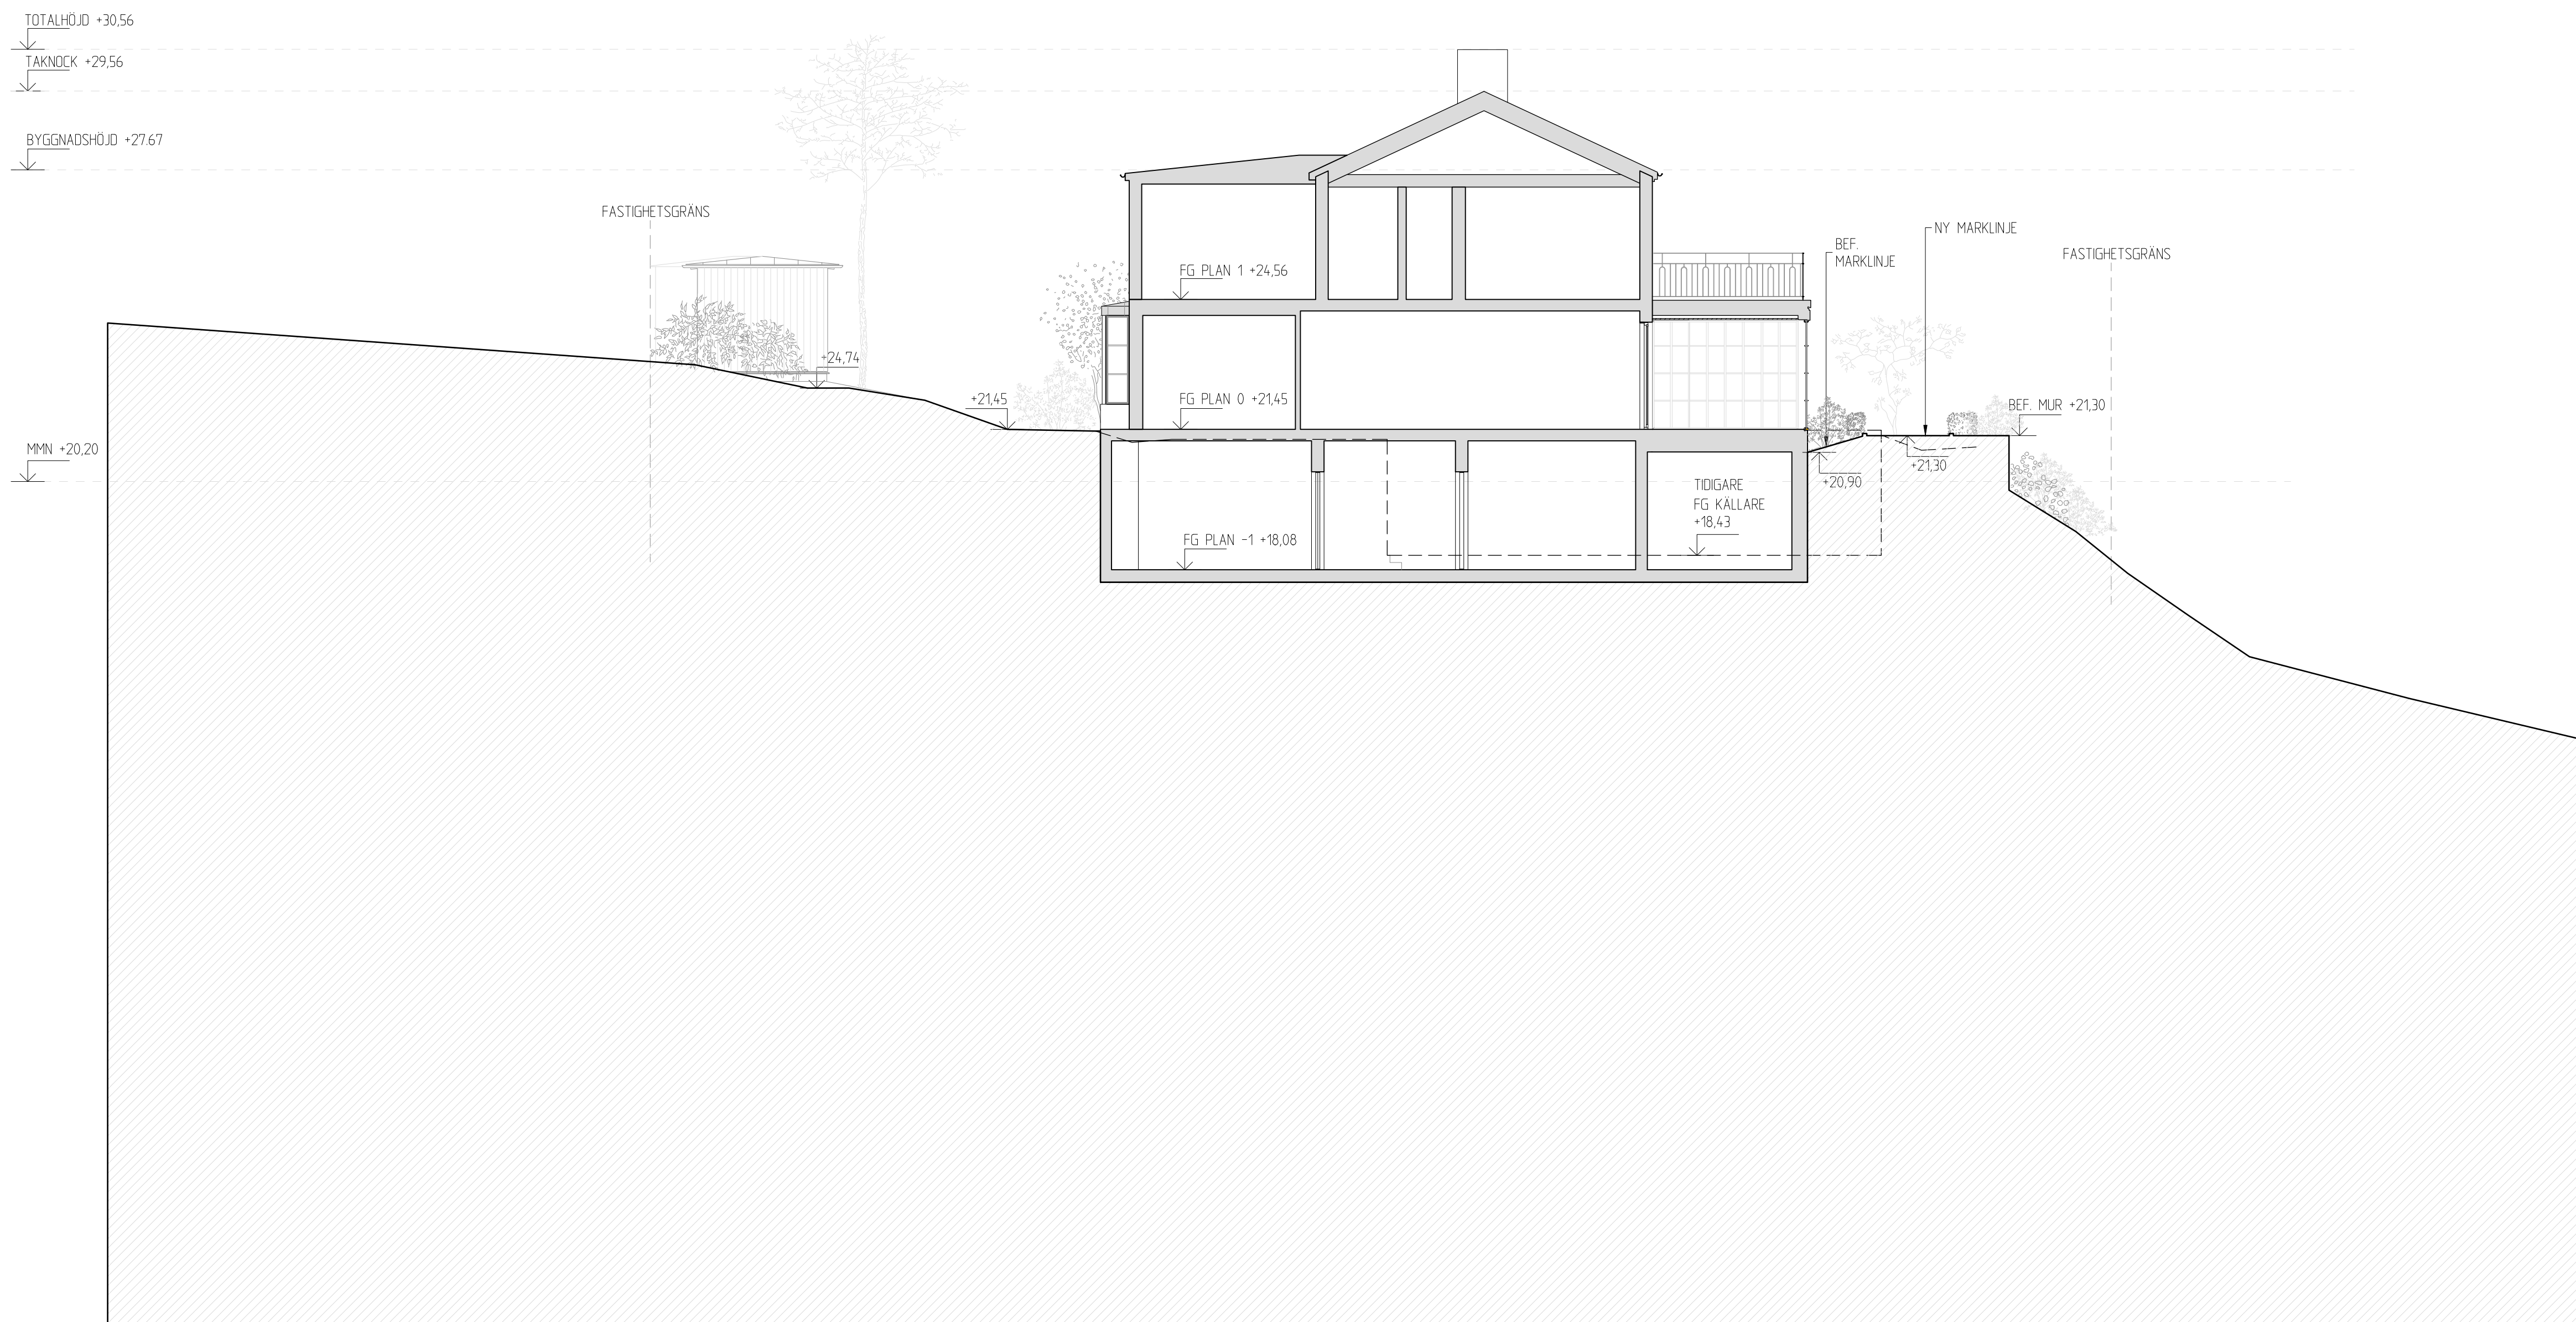 TOTALHÖJD +30,56
TAKNOCK +29,56
BYGGNADSHÖJD +27.67
FASTIGHETSGRÄNS
NY MARKLINJE
BEF.
MARKLINJE
FASTIGHETSGRÄNS
FG PLAN 1 +24,56
+24,74
+21,45
FG PLAN 0 +21,45
BEF. MUR +21,30
MMN +20,20
+21,30
+20,90
TIDIGARE
FG KÄLLARE
+18,43
FG PLAN -1 +18,08